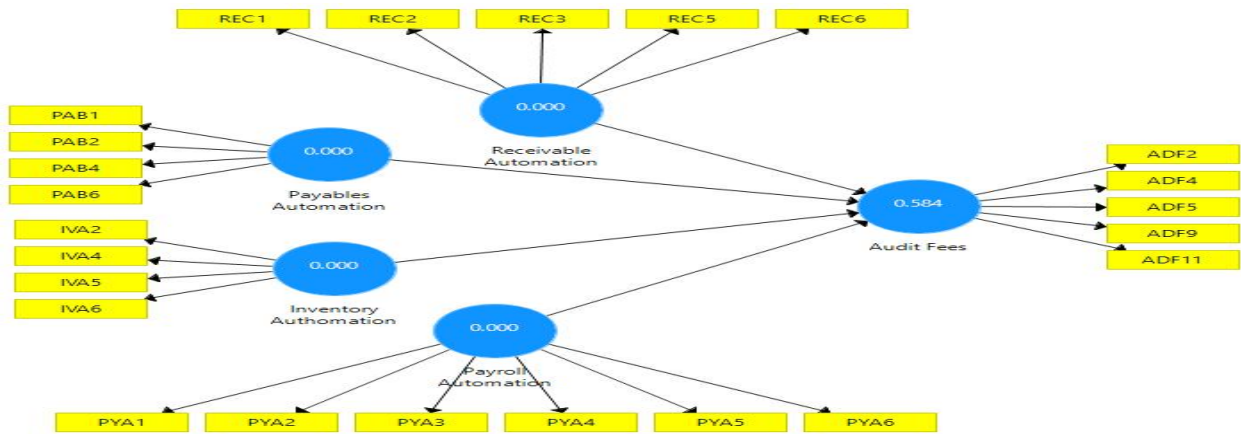 REC1 REC2 REC3 REC5 REC6
0.000
Receivable
Automation
PAB1
PAB2
PAB4
PAB6
0.000
Payables
Automation
IVA2
IVA4
IVA5
IVA6
0.000
Inventory
Authomation
0.584
Audit Fees
ADF2
ADF4
ADF5
ADF9
ADF11
0.000
Payroll
Automation
PYA1 PYA2 PYA3 PYA4 PYA5 PYA6